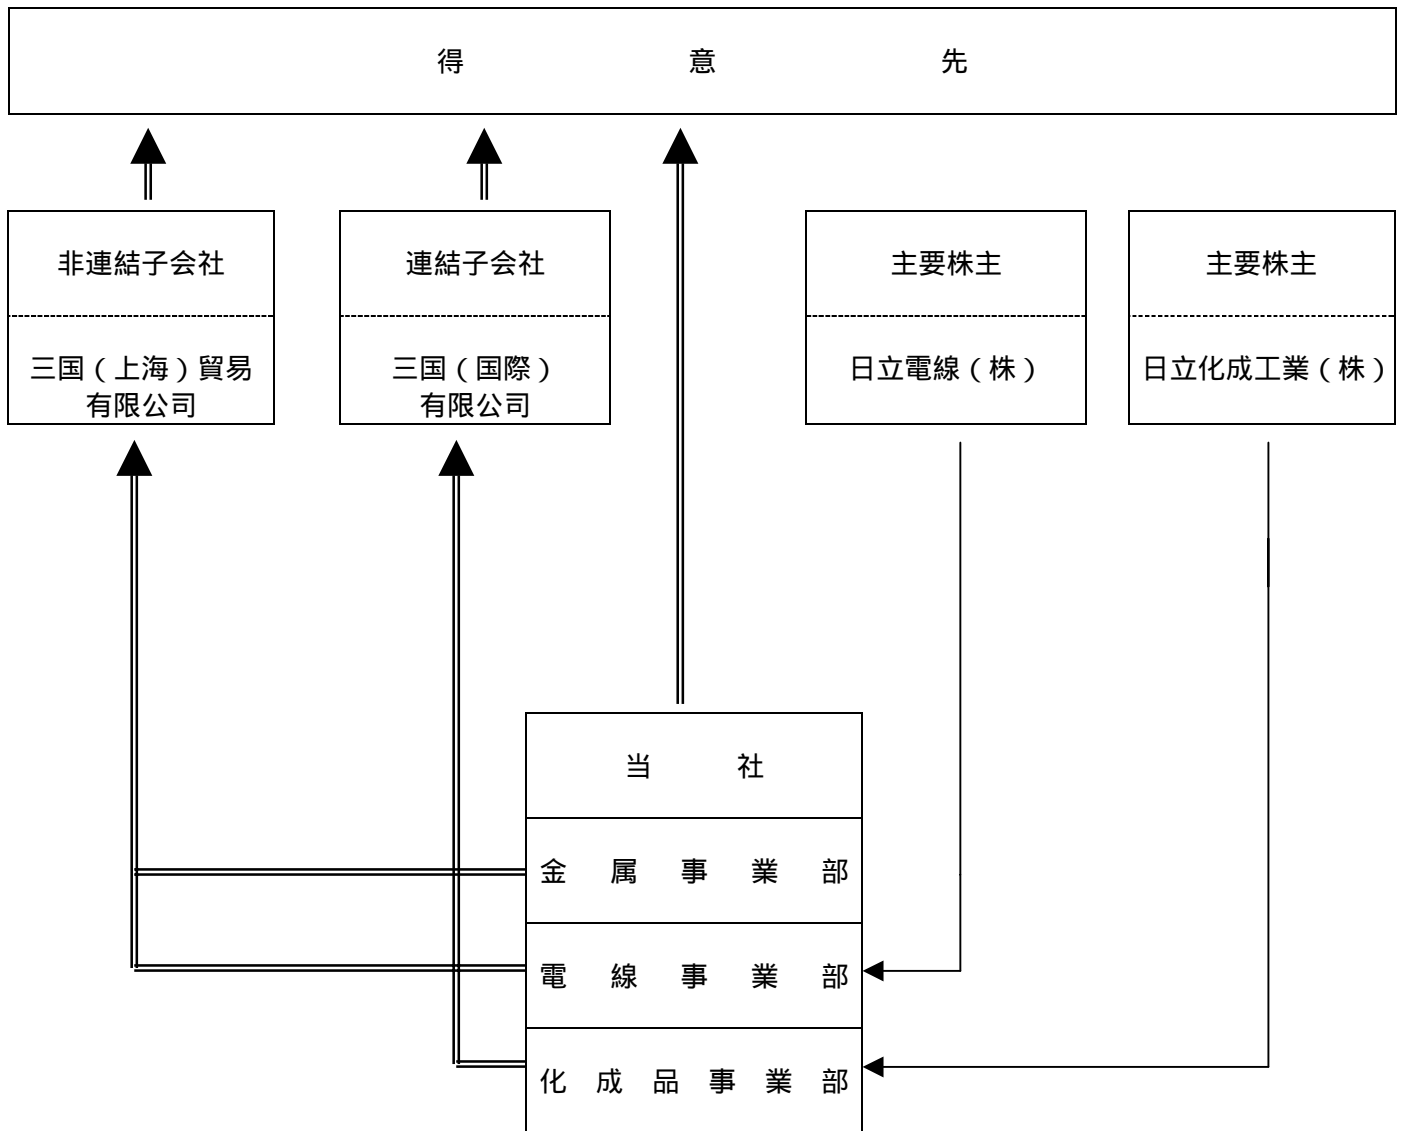 得意先
非連結子会社
三国（上海）貿易
有限公司
連結子会社
三国（国際）
有限公司
主要株主
日立電線（株）
主要株主
日立化成工業（株）
当社
金属事業部
電線事業部
化成品事業部